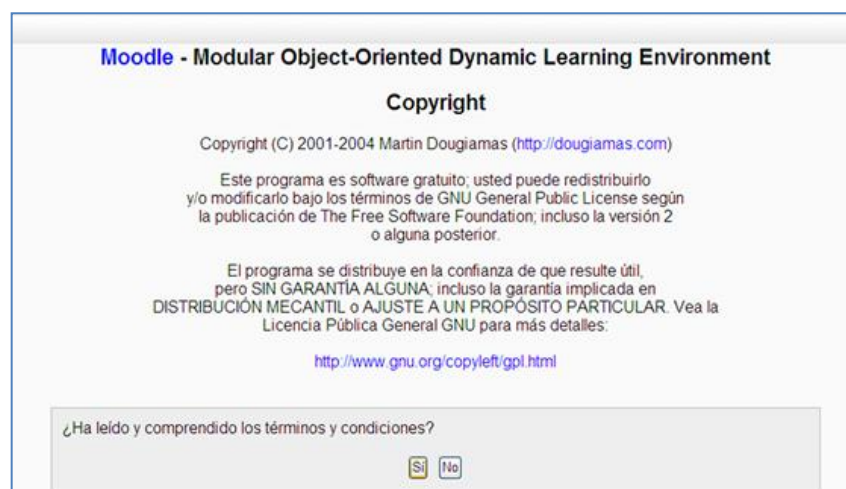 Moodle - Modular Object-Oriented Dynamic Learning Environment
Copyright
Copyright (C) 2001-2004 Martin Dougiamas (http://dougiamas.com)
Este programa es software gratuito; usted puede redistribuirlo
y/o modificarlo bajo los términos de GNU General Public License según
la publicación de The Free Software Foundation; incluso la versión 2
o alguna posterior.
El programa se distribuye en la confianza de que resulte útil,
pero SIN GARANTÍA ALGUNA; incluso la garantía implicada en
DISTRIBUCIÓN MECANTIL o AJUSTE A UN PROPÓSITO PARTICULAR. Vea la
Licencia Pública General GNU para más detalles:
http://www.gnu.org/copyleft/gpl.html
¿Ha leído y comprendido los términos y condiciones?
Sí No